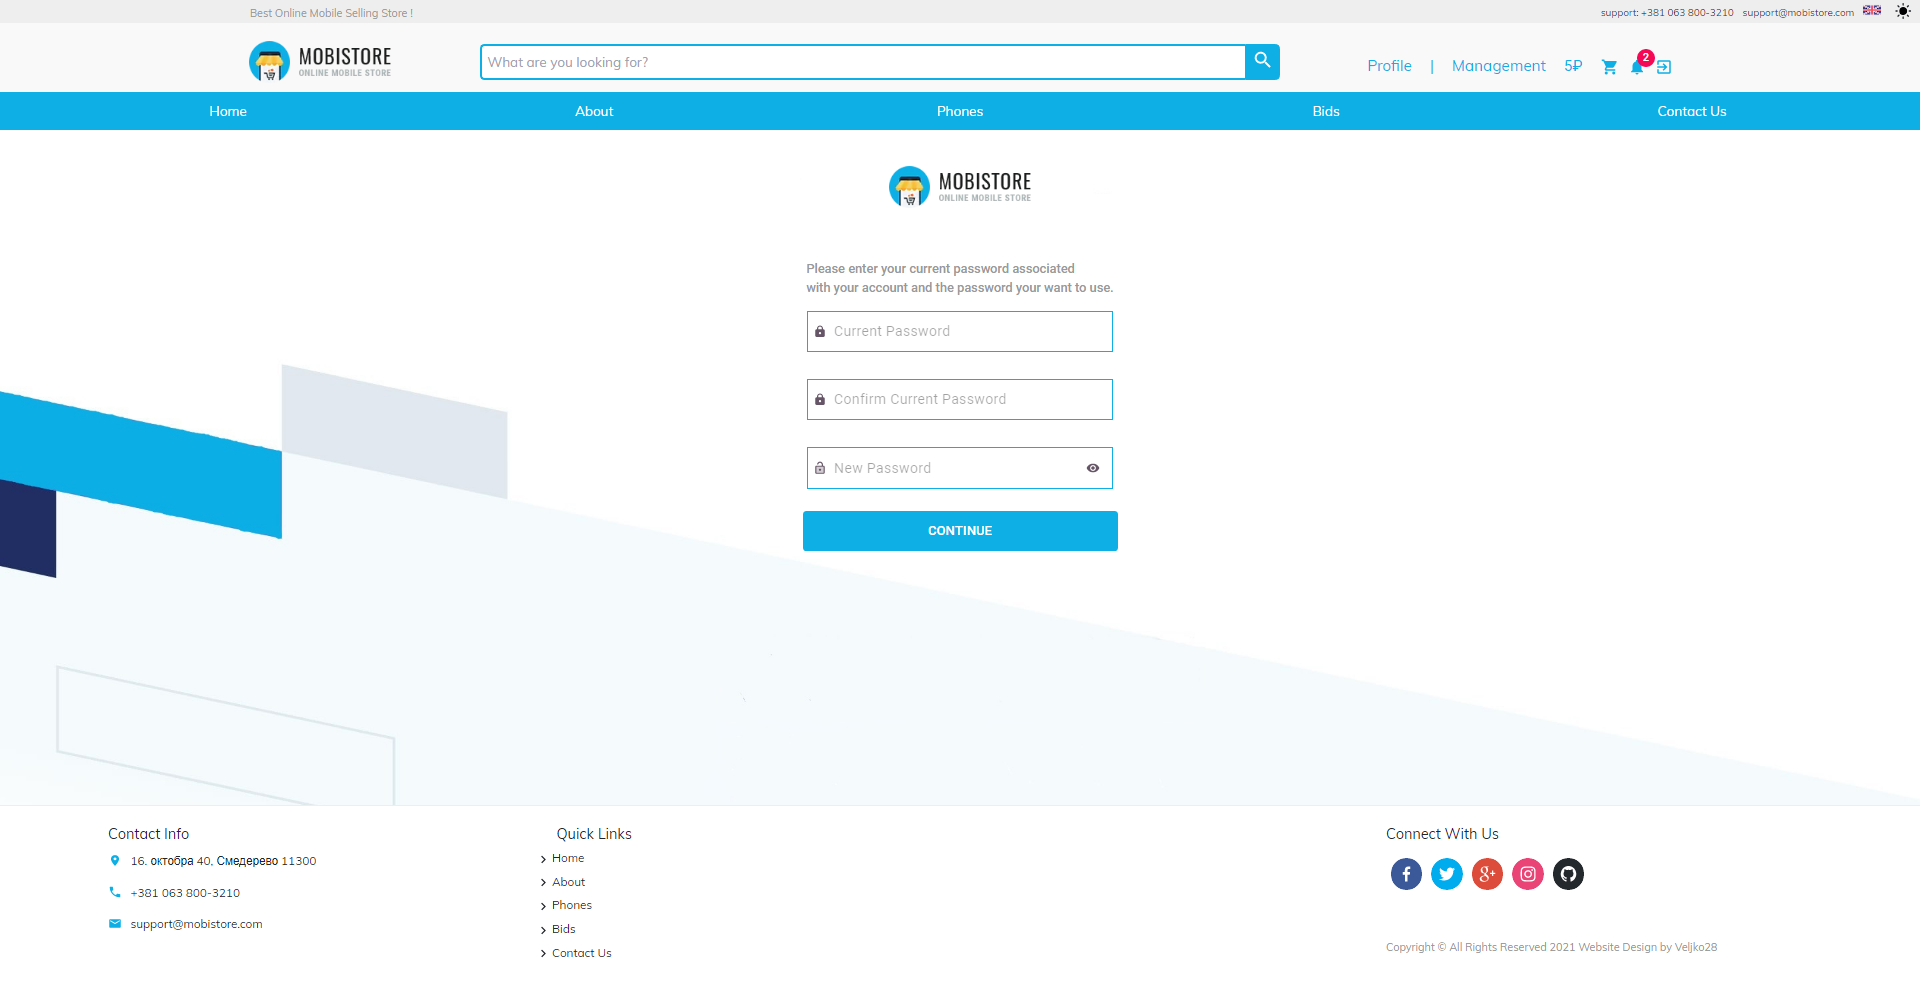 Best Online Mobile Selling Store !
support: +381 063 800-3210 support@mobistore.com
MOBISTORE
ONLINE MOBILE STORE
What are you looking for?
Profile | Management 5₽
2
Home About Phones Bids Contact Us
MOBISTORE
ONLINE MOBILE STORE
Please enter your current password associated
with your account and the password your want to use.
Current Password
Confirm Current Password
New Password
CONTINUE
Contact Info
16. октобра 40, Смедерево 11300
+381 063 800-3210
support@mobistore.com
Quick Links
Home
About
Phones
Bids
Contact Us
Connect With Us
Copyright © All Rights Reserved 2021 Website Design by Veljko28